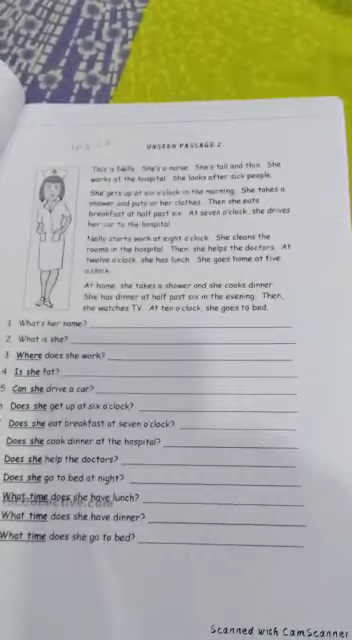 UNSEEN PASSAGE 2
This is Nelly. She's a nurse. She's tall and thin. She
works at the hospital. She looks after sick people.
She gets up at six o'clock in the morning. She takes a
shower and puts on her clothes. Then she eats
breakfast at half past six. At seven o'clock, she drives
her car to the hospital.
Nelly starts work at eight o'clock. She cleans the
rooms in the hospital. Then, she helps the doctors. At
twelve o'clock, she has lunch. She goes home at five
o'clock.
At home, she takes a shower and she cooks dinner.
She has dinner at half past six in the evening. Then,
she watches TV. At ten o'clock, she goes to bed.
1 What's her name?
2 What is she?
3 Where does she work?
4 Is she fat?
5 Can she drive a car?
Does she get up at six o'clock?
Does she eat breakfast at seven o'clock?
Does she cook dinner at the hospital?
Does she help the doctors?
Does she go to bed at night?
What time does she have lunch?
What time does she have dinner?
What time does she go to bed?
Scanned with CamScanner